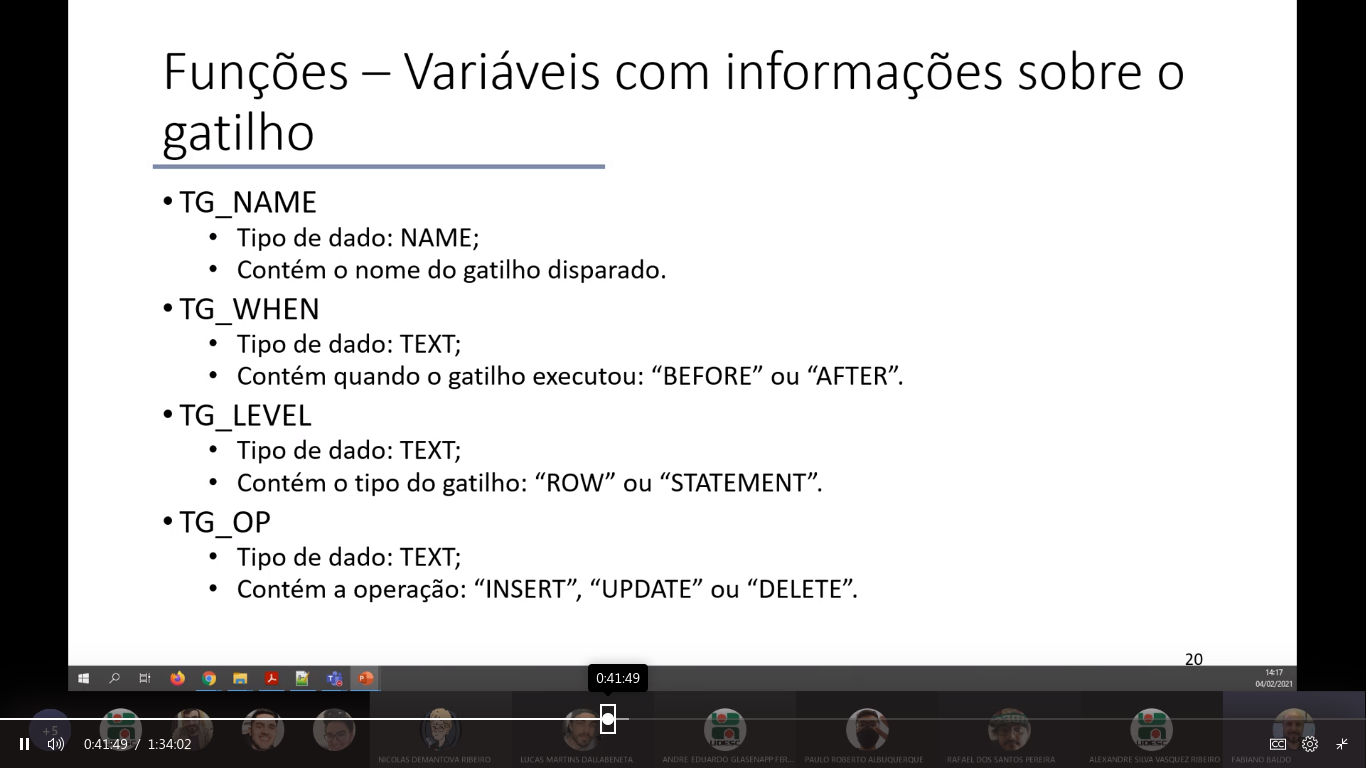 Funções – Variáveis com informações sobre o
gatilho
• TG_NAME
• Tipo de dado: NAME;
• Contém o nome do gatilho disparado.
• TG_WHEN
• Tipo de dado: TEXT;
• Contém quando o gatilho executou: “BEFORE” ou “AFTER”.
• TG_LEVEL
• Tipo de dado: TEXT;
• Contém o tipo do gatilho: “ROW” ou “STATEMENT”.
• TG_OP
• Tipo de dado: TEXT;
• Contém a operação: “INSERT”, “UPDATE” ou “DELETE”.
20
14:17
04/02/2021
0:41:49
+5
UDESC
UDESC
NICOLAS DEMANTOVA RIBEIRO
LUCAS MARTINS DALLABENETA
ANDRE EDUARDO GLASENAPP FER...
PAULO ROBERTO ALBUQUERQUE
RAFAEL DOS SANTOS PEREIRA
ALEXANDRE SILVA VASQUEZ RIBEIRO
FABIANO BALDO
0:41:49 / 1:34:02
CC